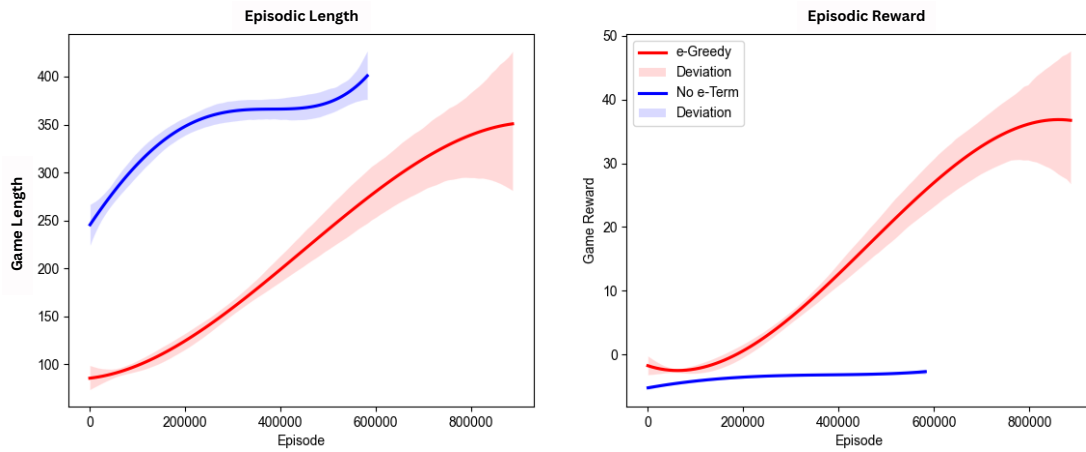 Episodic Length
Game Length
400
350
300
250
200
150
100
0
200000
400000
600000
800000
Episode
Episodic Reward
Game Reward
50
40
30
20
10
0
e-Greedy
Deviation
No e-Term
Deviation
0
200000
400000
600000
800000
Episode